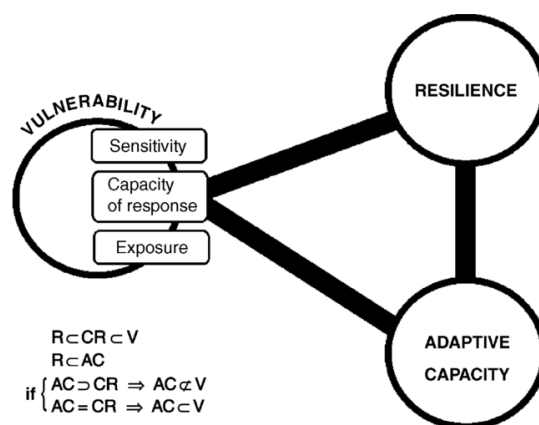 VULNERABILITY
Sensitivity
Capacity
of response
Exposure
RESILIENCE
ADAPTIVE
CAPACITY
R⊂CR⊂V
R⊂AC
if { AC⊃CR ⇒ AC⊄V
AC=CR ⇒ AC⊂V